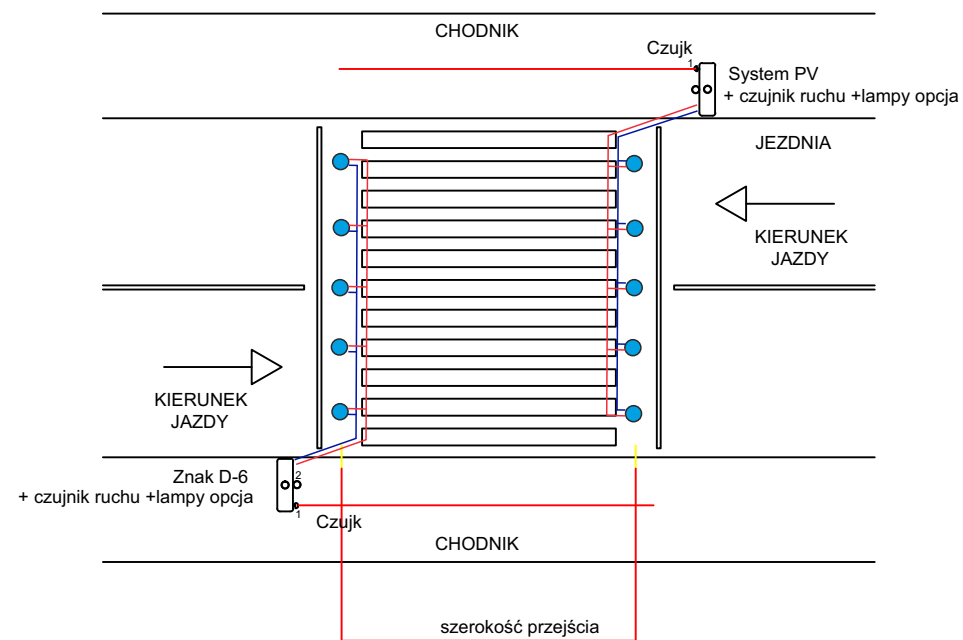 CHODNIK
Czujk
1
System PV
+ czujnik ruchu +lampy opcja
JEZDNIA
KIERUNEK
JAZDY
KIERUNEK
JAZDY
Znak D-6
+ czujnik ruchu +lampy opcja
2
1
Czujk
CHODNIK
szerokość przejścia